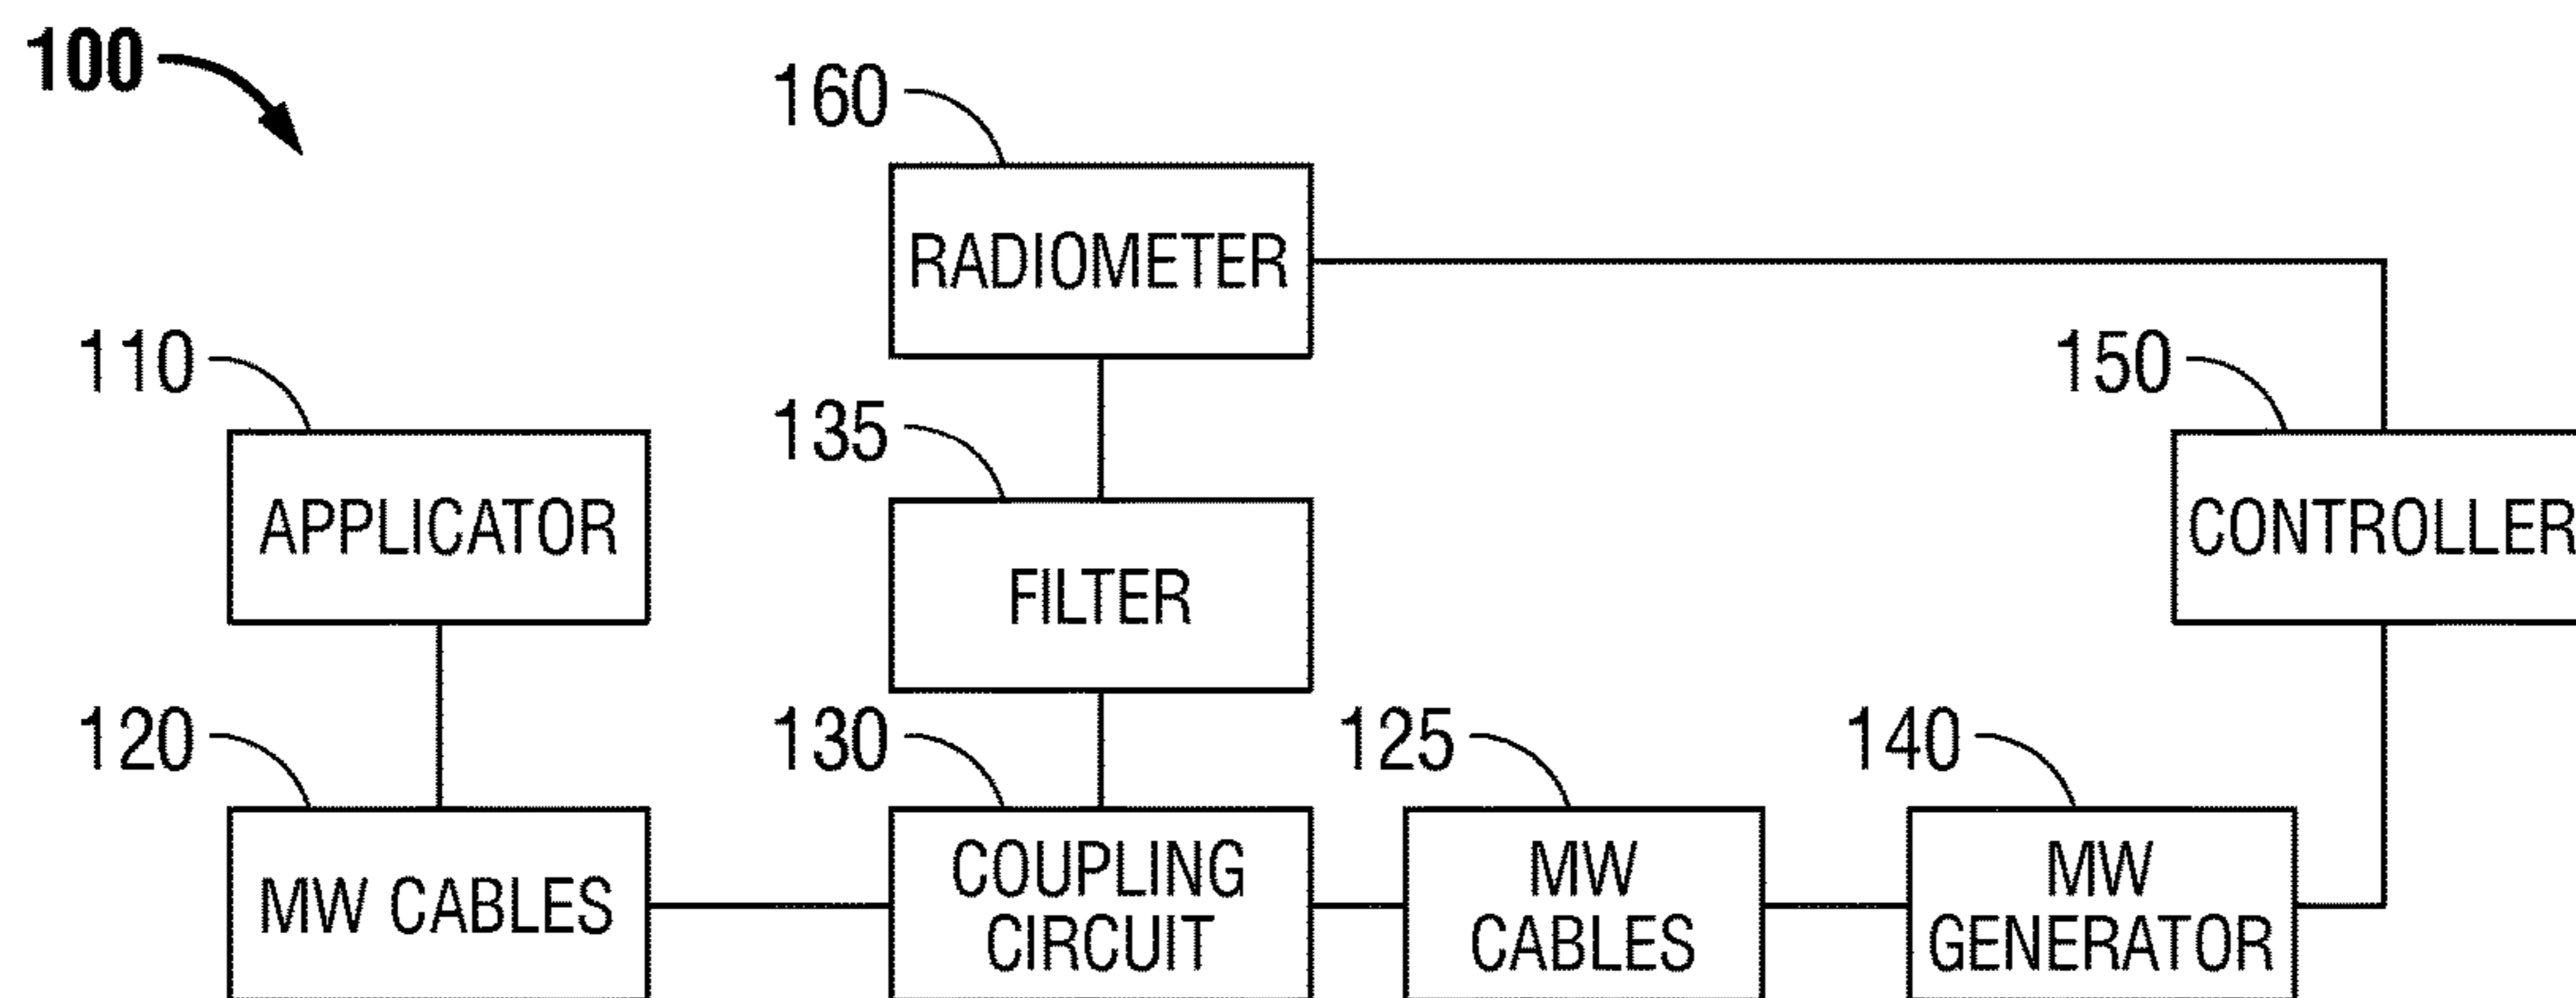 100
160
RADIOMETER
110
135
150
APPLICATOR
FILTER
CONTROLLER
120
130
125
140
MW CABLES
COUPLING
CIRCUIT
MW
CABLES
MW
GENERATOR